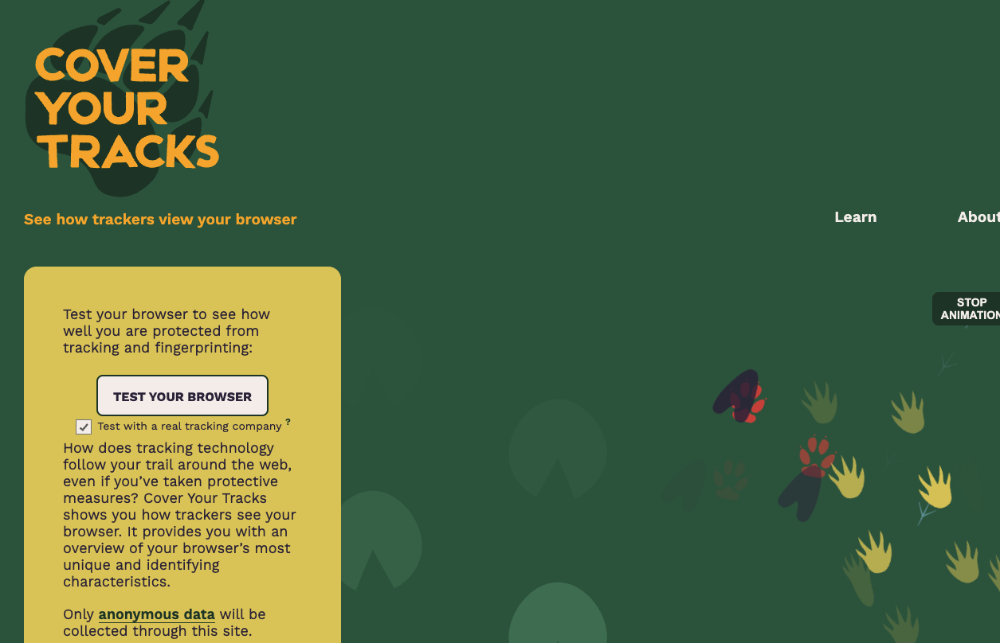 COVER
YOUR
TRACKS
See how trackers view your browser
Learn
About
Test your browser to see how
well you are protected from
tracking and fingerprinting:
TEST YOUR BROWSER
Test with a real tracking company ?
How does tracking technology
follow your trail around the web,
even if you’ve taken protective
measures? Cover Your Tracks
shows you how trackers see your
browser. It provides you with an
overview of your browser’s most
unique and identifying
characteristics.
Only anonymous data will be
collected through this site.
STOP
ANIMATION